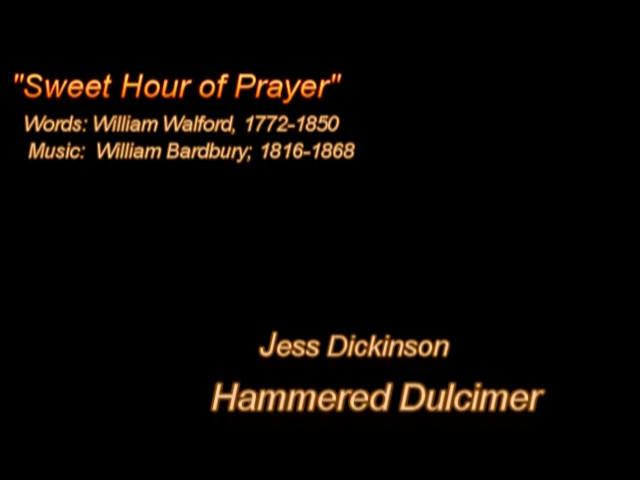 "Sweet Hour of Prayer"
Words: William Walford, 1772-1850
Music: William Bardbury; 1816-1868
Jess Dickinson
Hammered Dulcimer